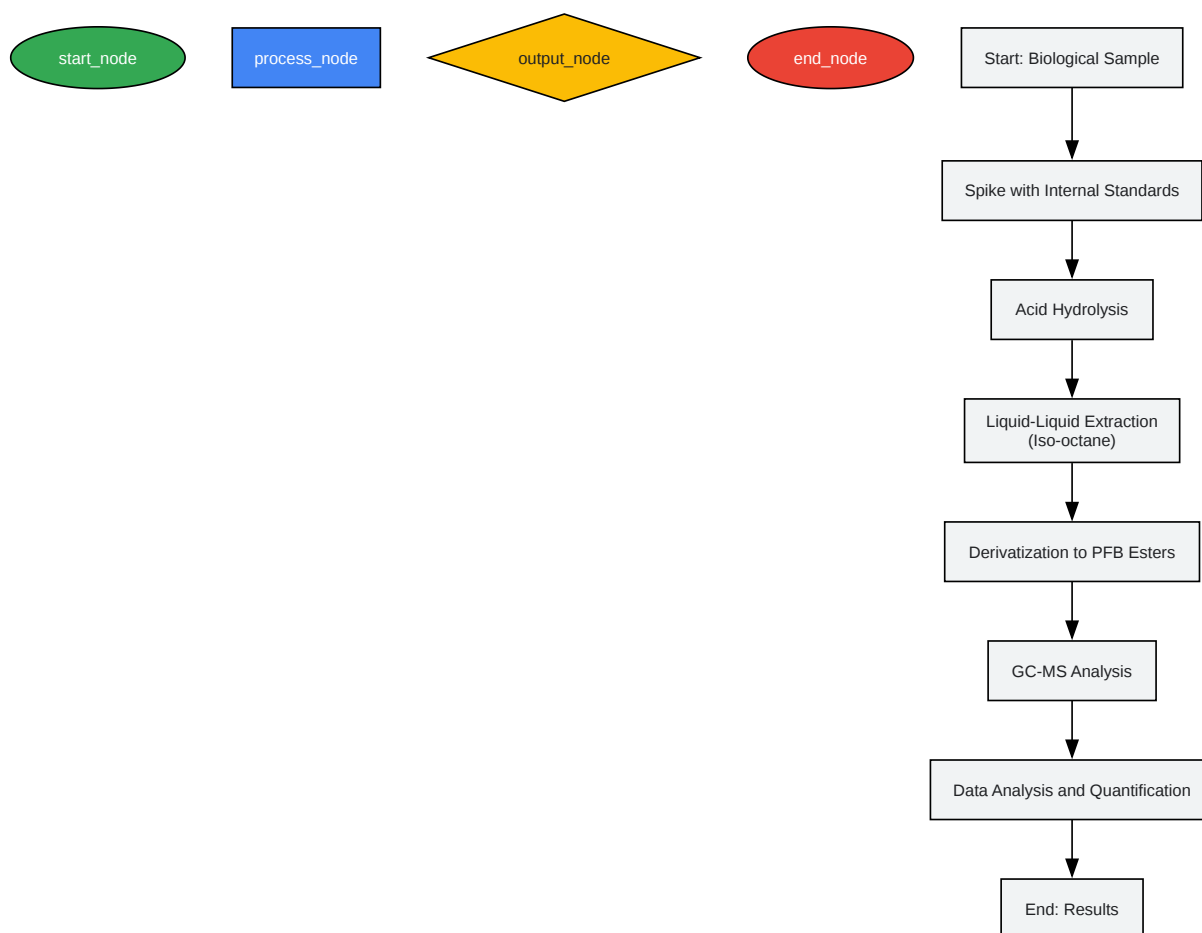 start_node
process_node
output_node
end_node
Start: Biological Sample
Spike with Internal Standards
Acid Hydrolysis
Liquid-Liquid Extraction
(Iso-octane)
Derivatization to PFB Esters
GC-MS Analysis
Data Analysis and Quantification
End: Results